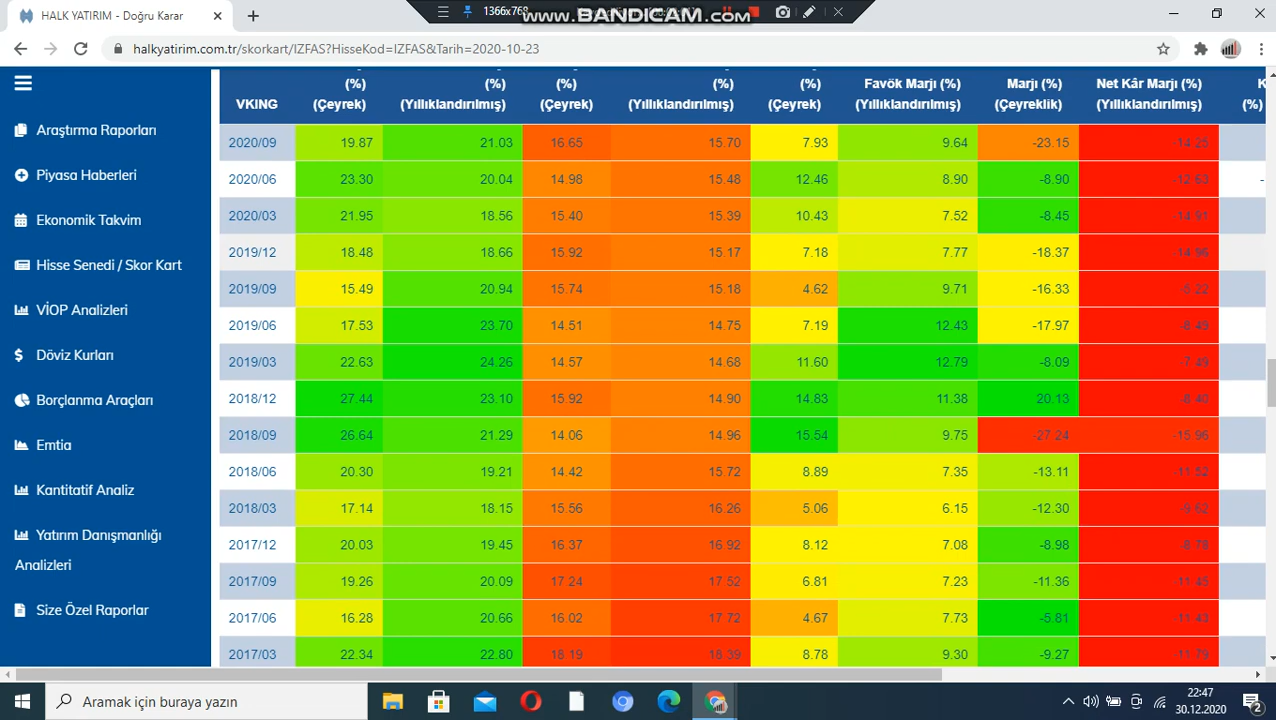 HALK YATIRIM - Doğru Karar
1366x768
www.BANDICAM.com
halkyatirim.com.tr/skorkart/IZFAS?HisseKod=IZFAS&Tarih=2020-10-23
Araştırma Raporları
Piyasa Haberleri
Ekonomik Takvim
Hisse Senedi / Skor Kart
VİOP Analizleri
Döviz Kurları
Borçlanma Araçları
Emtia
Kantitatif Analiz
Yatırım Danışmanlığı
Analizleri
Size Özel Raporlar
(%) (%) (%) (%) (%) Favök Marjı (%) Marjı (%) Net Kâr Marjı (%) K
VKING (Çeyrek) (Yıllıklandırılmış) (Çeyrek) (Yıllıklandırılmış) (Çeyrek) (Yıllıklandırılmış) (Çeyreklik) (Yıllıklandırılmış) (%)
2020/09 19.87 21.03 16.65 15.70 7.93 9.64 -23.15 -14.25
2020/06 23.30 20.04 14.98 15.48 12.46 8.90 -8.90 -12.63 -
2020/03 21.95 18.56 15.40 15.39 10.43 7.52 -8.45 -14.91
2019/12 18.48 18.66 15.92 15.17 7.18 7.77 -18.37 -14.96
2019/09 15.49 20.94 15.74 15.18 4.62 9.71 -16.33
2019/06 17.53 23.70 14.51 14.75 7.19 12.43 -17.97 -8.49
2019/03 22.63 24.26 14.57 14.68 11.60 12.79 -8.09 -7.49
2018/12 27.44 23.10 15.92 14.90 14.83 11.38 20.13 -8.40
2018/09 26.64 21.29 14.06 14.96 15.54 9.75 -27.24 -15.96
2018/06 20.30 19.21 14.42 15.72 8.89 7.35 -13.11 -11.52
2018/03 17.14 18.15 15.56 16.26 5.06 6.15 -12.30 -9.62
2017/12 20.03 19.45 16.37 16.92 8.12 7.08 -8.98 -8.78
2017/09 19.26 20.09 17.24 17.52 6.81 7.23 -11.36 -11.45
2017/06 16.28 20.66 16.02 17.72 4.67 7.73 -5.81 -11.43
2017/03 22.34 22.80 18.19 18.39 8.78 9.30 -9.27 -11.79
Aramak için buraya yazın
22:47
30.12.2020
2